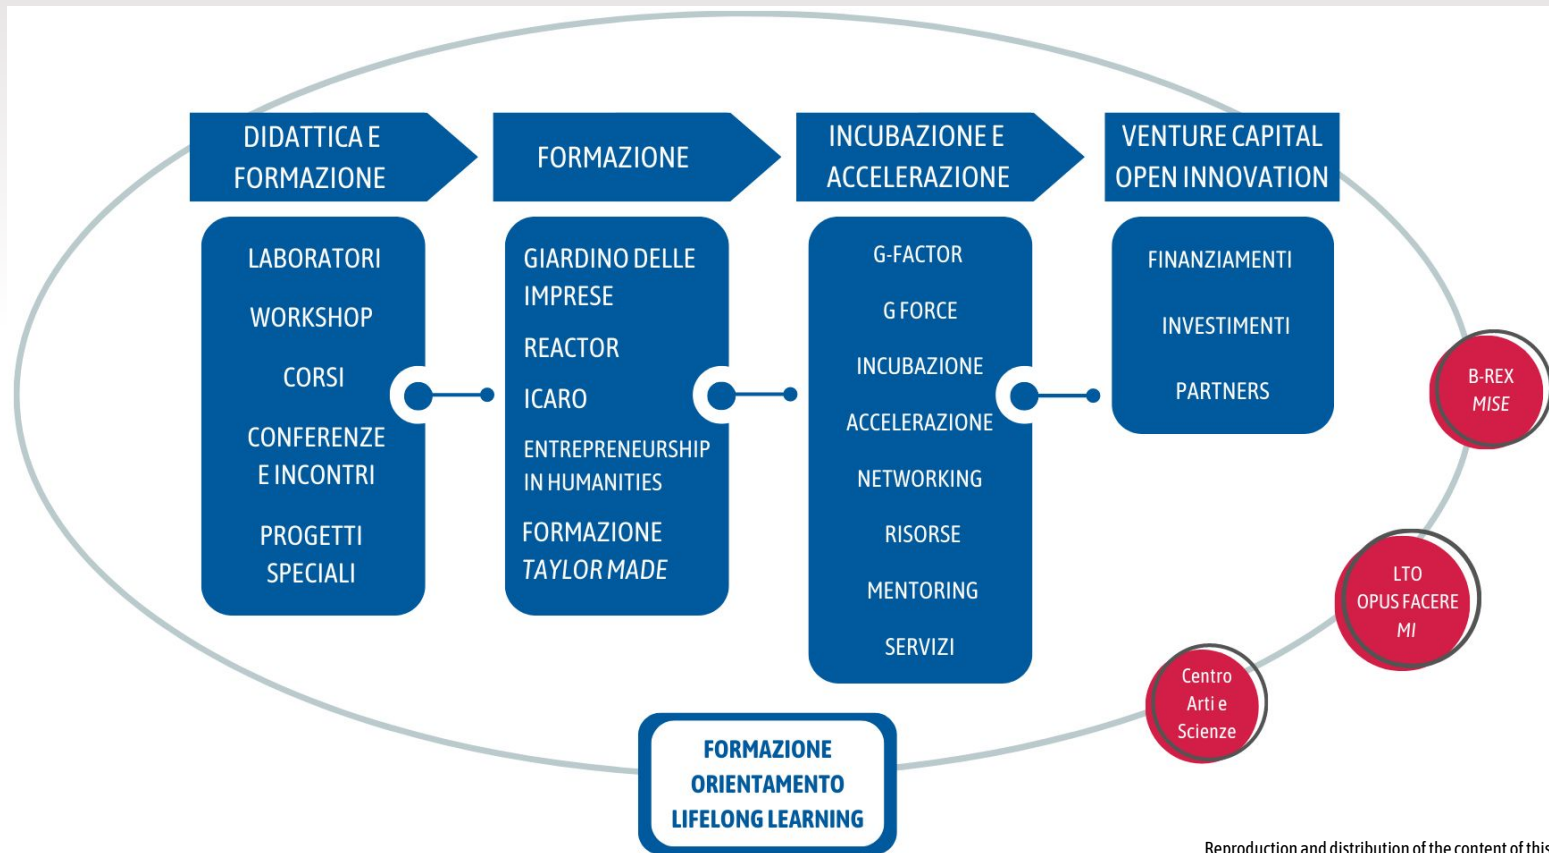 DIDATTICA E
FORMAZIONE
LABORATORI
WORKSHOP
CORSI
CONFERENZE
E INCONTRI
PROGETTI
SPECIALI
FORMAZIONE
GIARDINO DELLE
IMPRESE
REACTOR
ICARO
ENTREPRENEURSHIP
IN HUMANITIES
FORMAZIONE
TAYLOR MADE
INCUBAZIONE E
ACCELERAZIONE
G-FACTOR
G FORCE
INCUBAZIONE
ACCELERAZIONE
NETWORKING
RISORSE
MENTORING
SERVIZI
VENTURE CAPITAL
OPEN INNOVATION
FINANZIAMENTI
INVESTIMENTI
PARTNERS
B-REX
MISE
LTO
OPUS FACERE
MI
Centro
Arti e
Scienze
FORMAZIONE
ORIENTAMENTO
LIFELONG LEARNING
Reproduction and distribution of the content of this